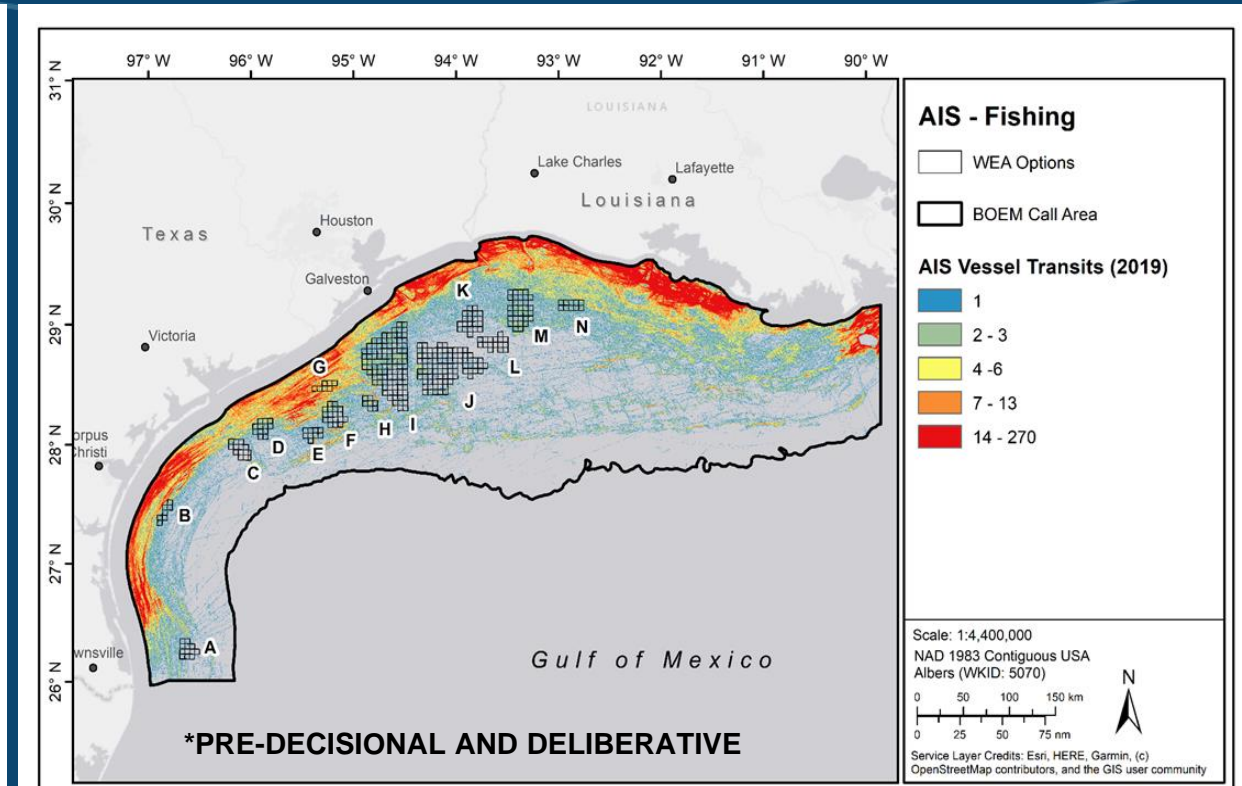 97° W 96° W 95° W 94° W 93° W 92° W 91° W 90° W
31° N
30° N
29° N
28° N
27° N
26° N
LOUISIANA
Lake Charles
Lafayette
Louisiana
Houston
Texas
Galveston
Victoria
orpus
Christi
wnsville
K
N
M
G
L
J
I
H
F
D
E
C
B
A
Gulf of Mexico
*PRE-DECISIONAL AND DELIBERATIVE
AIS - Fishing
WEA Options
BOEM Call Area
AIS Vessel Transits (2019)
1
2 - 3
4 -6
7 - 13
14 - 270
Scale: 1:4,400,000
NAD 1983 Contiguous USA
Albers (WKID: 5070)
N
0 50 100 150 km
0 25 50 75 nm
Service Layer Credits: Esri, HERE, Garmin, (c)
OpenStreetMap contributors, and the GIS user community